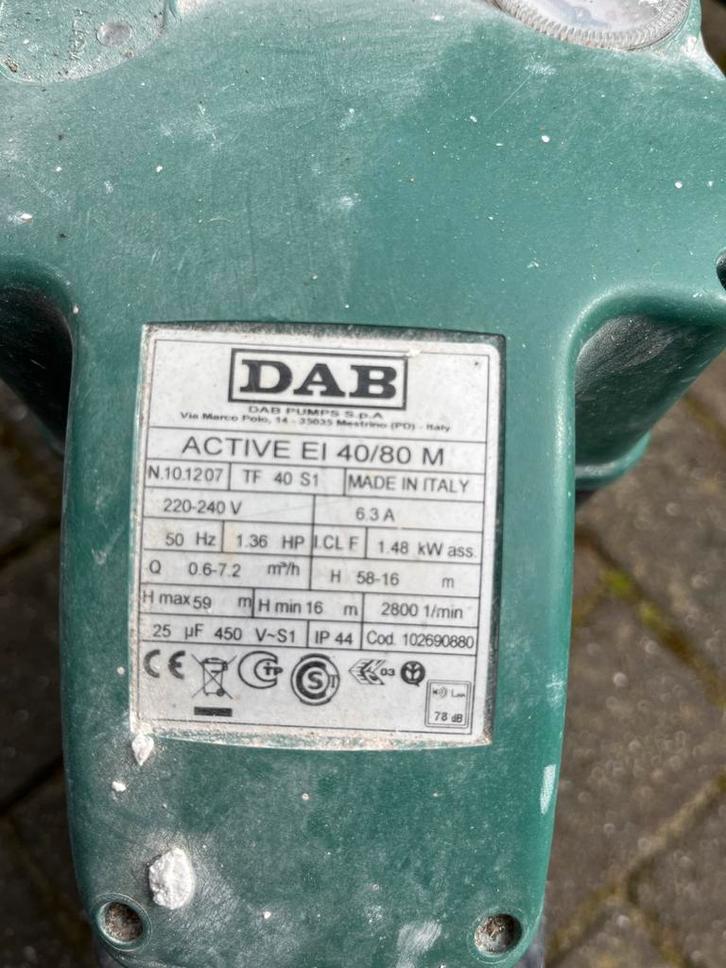 DAB
DAB PUMPS S.p.A
Via Marco Polo, 14 - 35035 Mestrino (PD) - Italy
ACTIVE EI 40/80 M
N.10.1207 TF 40 S1 MADE IN ITALY
220-240 V 6.3 A
50 Hz 1.36 HP I.CL F 1.48 kW ass.
Q 0.6-7.2 m³/h H 58-16 m
H max 59 m H min 16 m 2800 1/min
25 µF 450 V~S1 IP 44 Cod. 102690880
CE TP 03
78 dB